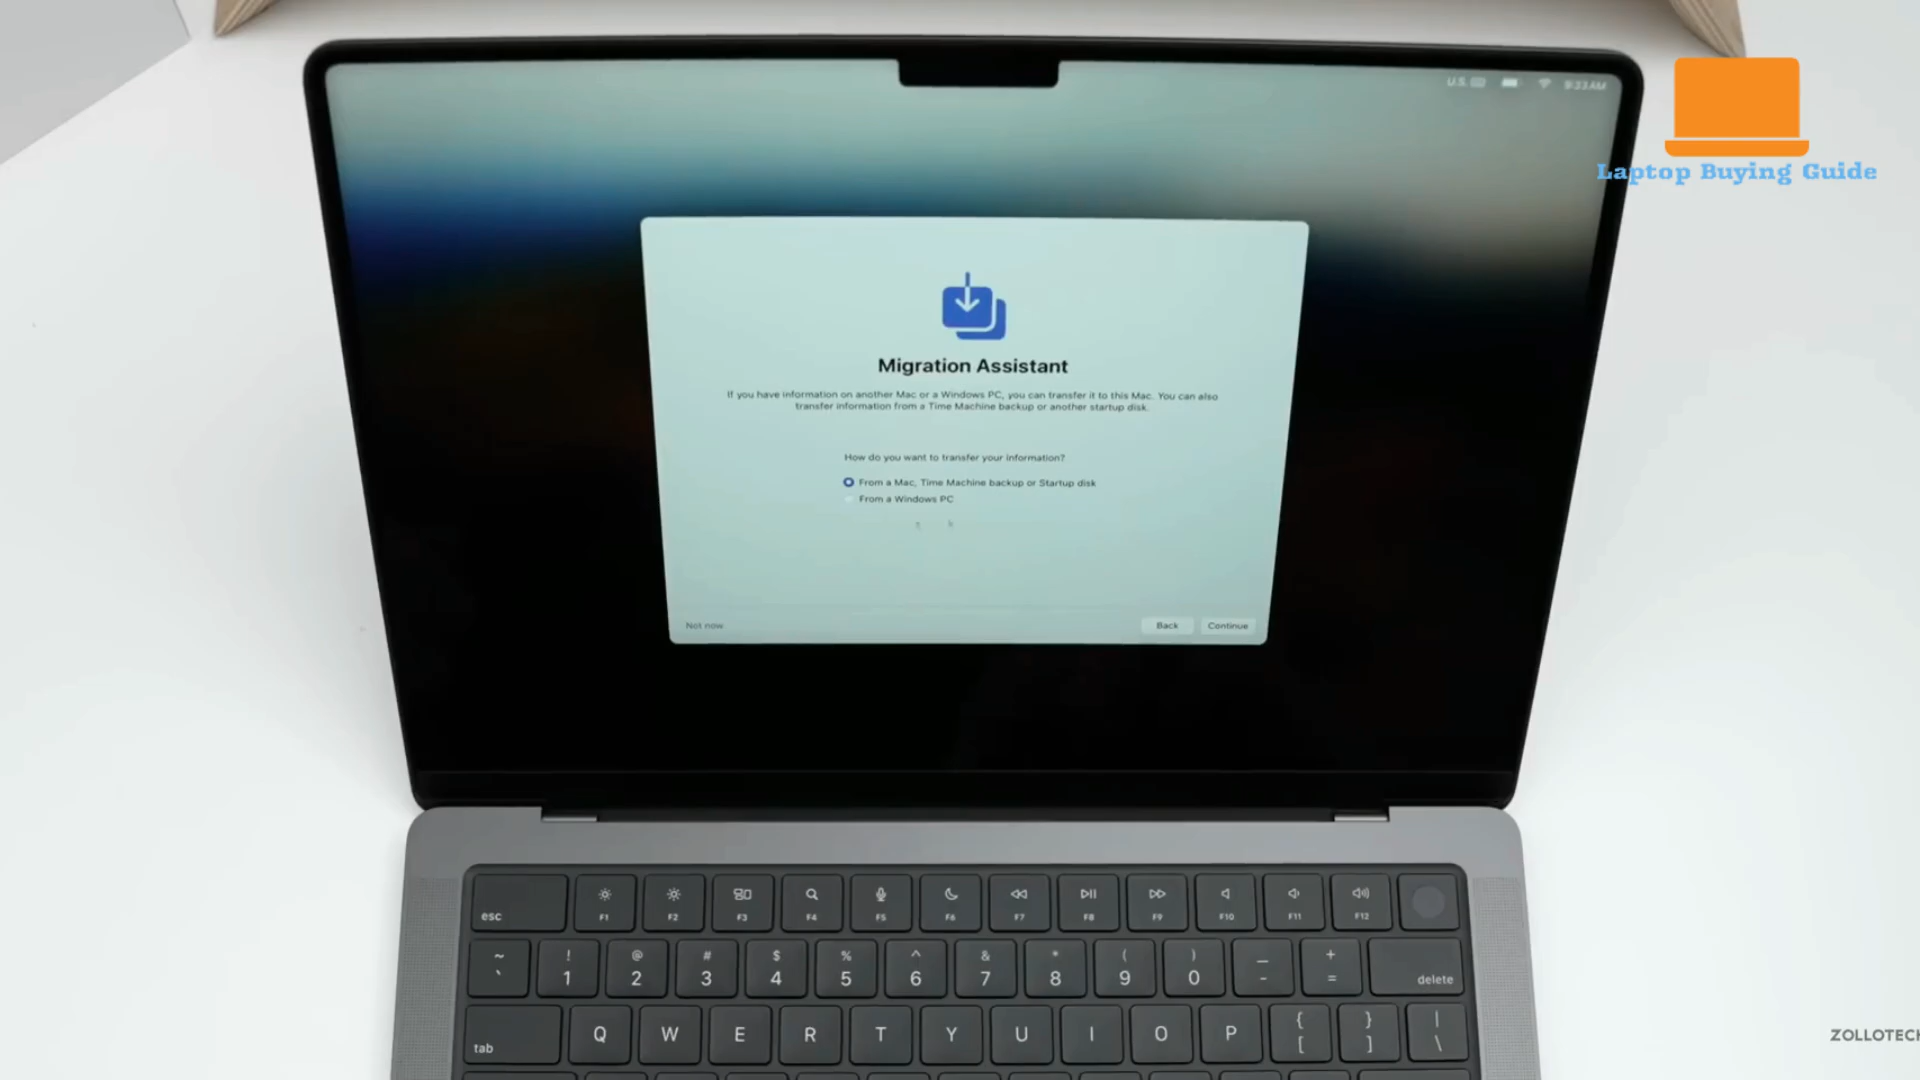 U.S. 9:33 AM
Laptop Buying Guide
Migration Assistant
If you have information on another Mac or a Windows PC, you can transfer it to this Mac. You can also
transfer information from a Time Machine backup or another startup disk.
How do you want to transfer your information?
From a Mac, Time Machine backup or Startup disk
From a Windows PC
Not now Back Continue
esc F1 F2 F3 F4 F5 F6 F7 F8 F9 F10 F11 F12
~ ! @ # $ % ^ & * ( ) _ +
` 1 2 3 4 5 6 7 8 9 0 - = delete
{ } |
tab Q W E R T Y U I O P [ ] \
ZOLLOTECH